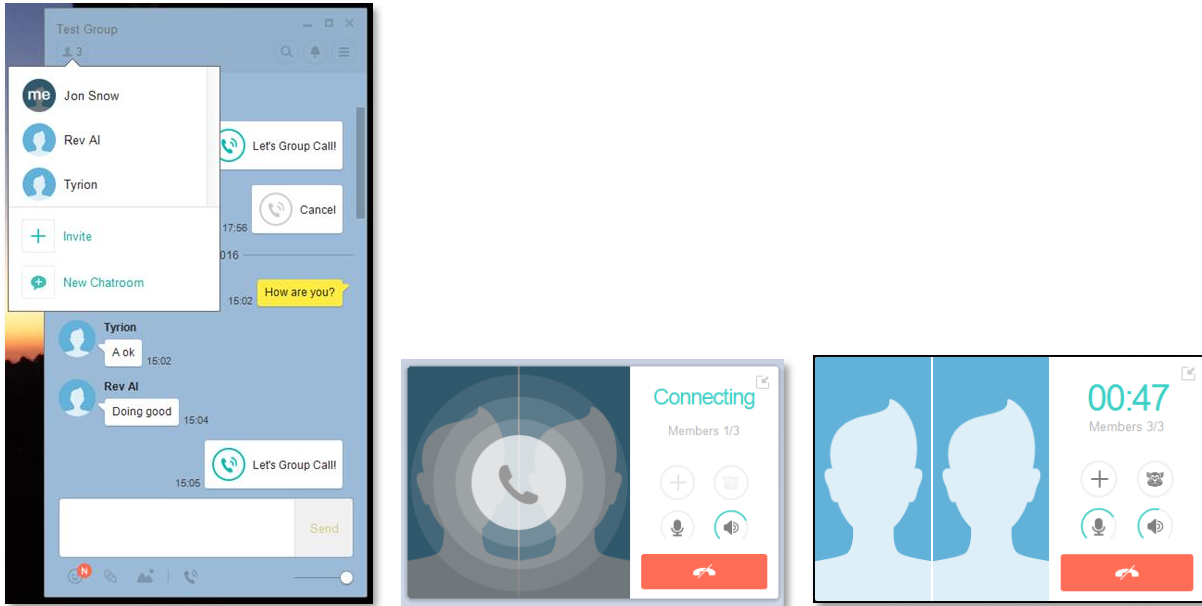 Test Group
3
me
Jon Snow
Rev AI
Tyrion
Invite
New Chatroom
Let's Group Call!
Cancel
17:56
016
How are you?
15:02
Tyrion
A ok
15:02
Rev AI
Doing good
15:04
Let's Group Call!
15:05
Send
N
Connecting
Members 1/3
00:47
Members 3/3